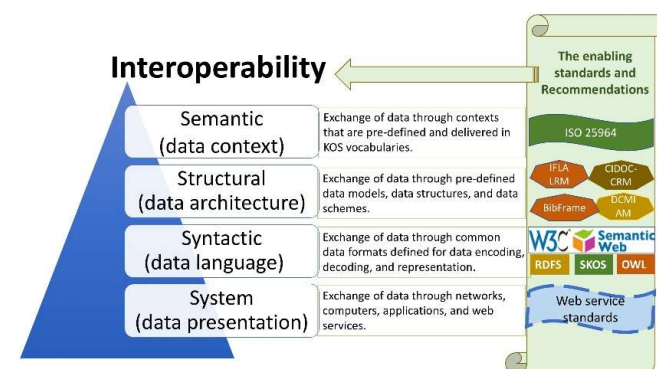 Interoperability
The enabling
standards and
Recommendations
Semantic
(data context)
Exchange of data through contexts
that are pre-defined and delivered in
KOS vocabularies.
ISO 25964
Structural
(data architecture)
Exchange of data through pre-defined
data models, data structures, and data
schemes.
IFLA
LRM
CIDOC-
CRM
BibFrame
DCMI
AM
Syntactic
(data language)
Exchange of data through common
data formats defined for data encoding,
decoding, and representation.
W3C
Semantic
Web
RDFS SKOS OWL
System
(data presentation)
Exchange of data through networks,
computers, applications, and web
services.
Web service
standards